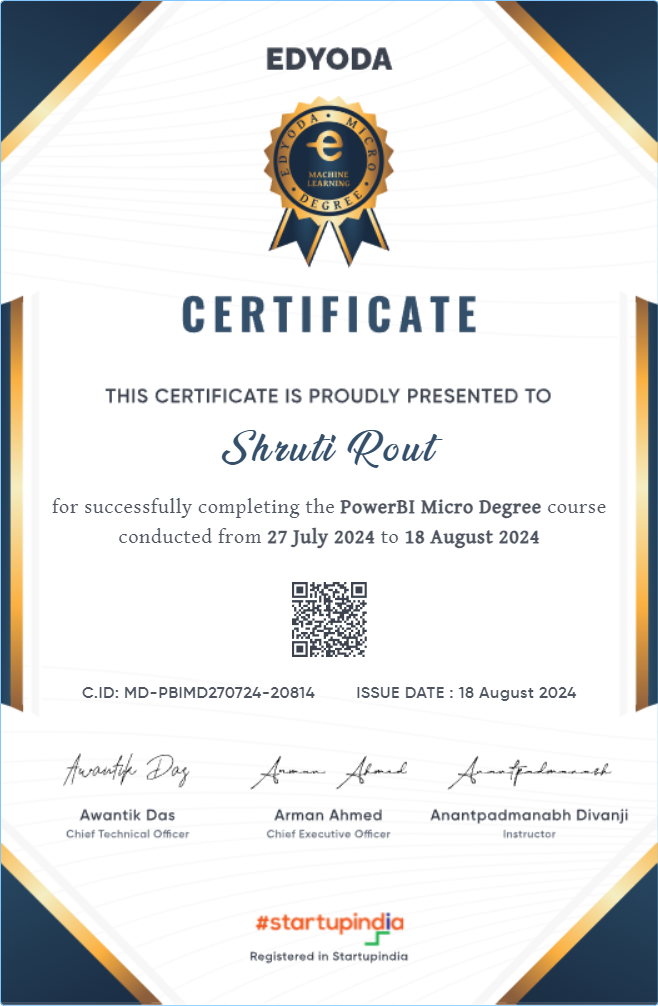 EDYODA
EDYODA • MICRO
e
MACHINE
LEARNING
• DEGREE •
CERTIFICATE
THIS CERTIFICATE IS PROUDLY PRESENTED TO
Shruti Rout
for successfully completing the PowerBI Micro Degree course
conducted from 27 July 2024 to 18 August 2024
C.ID: MD-PBIMD270724-20814 ISSUE DATE : 18 August 2024
Awantik Das Arman Ahmed Anantpadmanabh
Awantik Das Arman Ahmed Anantpadmanabh Divanji
Chief Technical Officer Chief Executive Officer Instructor
#startupindia
Registered in Startupindia